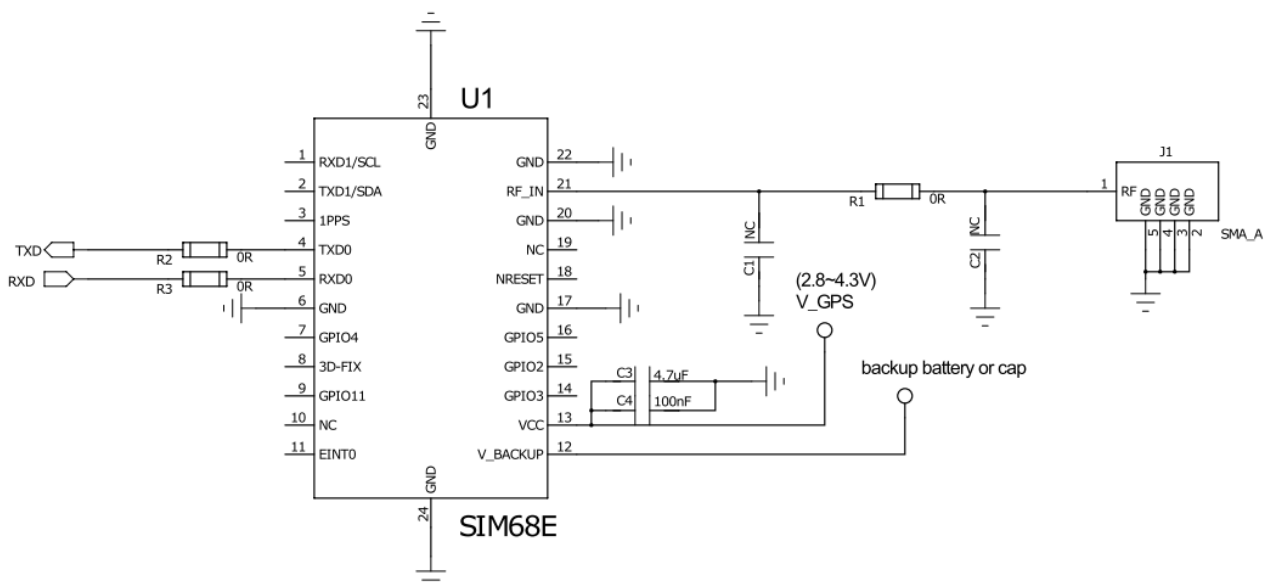 U1
23
GND
1 RXD1/SCL
2 TXD1/SDA
3 1PPS
4 TXD0
5 RXD0
6 GND
7 GPIO4
8 3D-FIX
9 GPIO11
10 NC
11 EINT0
GND 22
RF_IN 21
GND 20
NC 19
NRESET 18
GND 17
GPIO5 16
GPIO2 15
GPIO3 14
VCC 13
V_BACKUP 12
GND
24
SIM68E
TXD
R2 0R
RXD
R3 0R
R1 0R
C1 NC
C2 NC
J1
1 RF
GND GND GND GND
5 4 3 2
SMA_A
(2.8~4.3V)
V_GPS
C3 4.7uF
C4 100nF
backup battery or cap